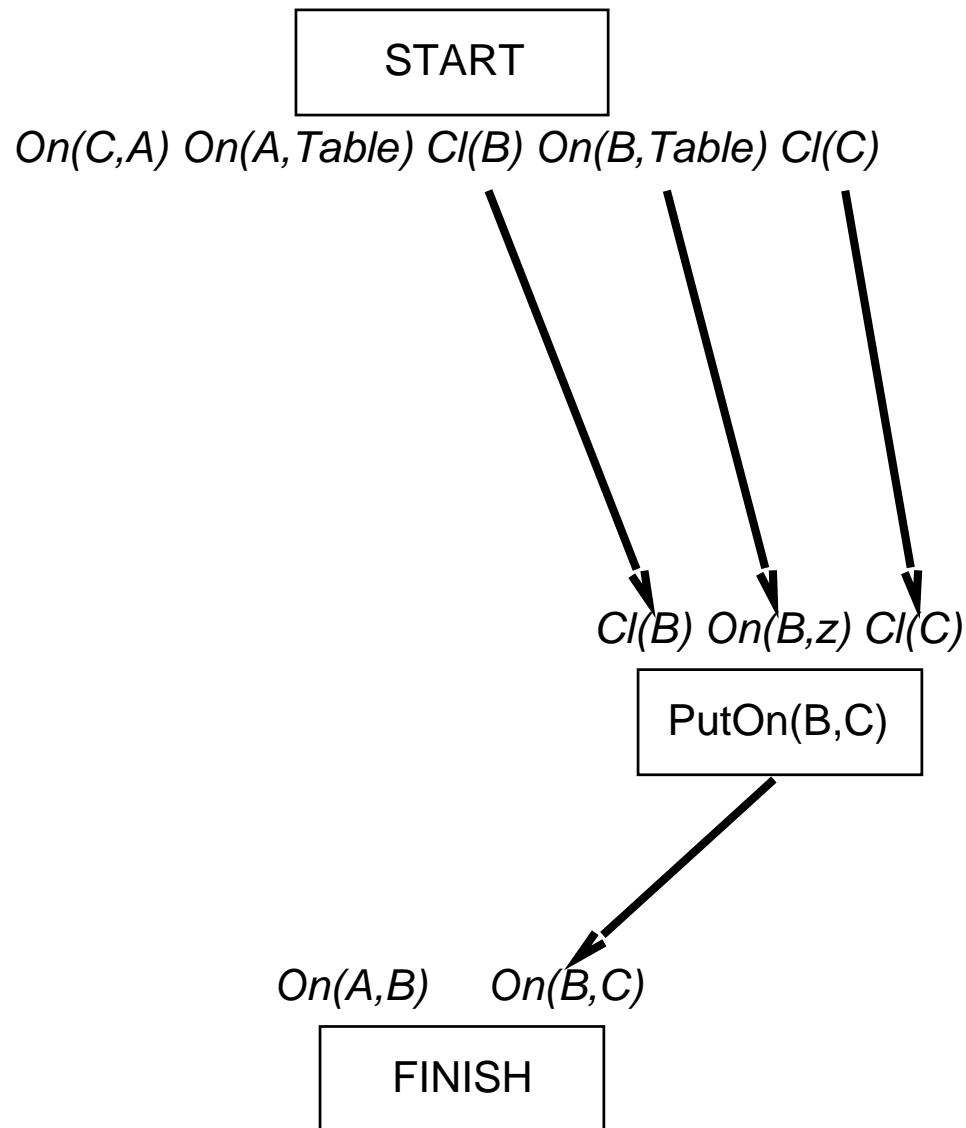 START
On(C,A) On(A,Table) Cl(B) On(B,Table) Cl(C)
Cl(B) On(B,z) Cl(C)
PutOn(B,C)
On(A,B) On(B,C)
FINISH